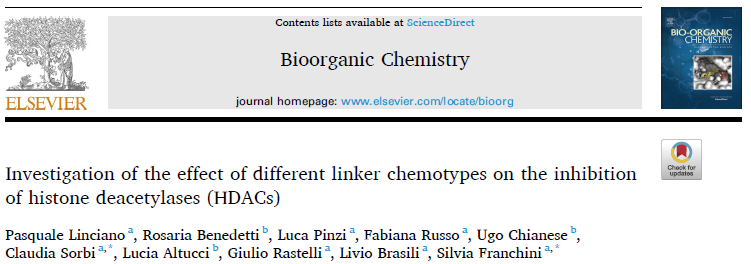 Contents lists available at ScienceDirect
BIO-ORGANIC
CHEMISTRY
Bioorganic Chemistry
ELSEVIER
journal homepage: www.elsevier.com/locate/bioorg
Check for
updates
Investigation of the effect of different linker chemotypes on the inhibition
of histone deacetylases (HDACs)
Pasquale Linciano a, Rosaria Benedetti b, Luca Pinzi a, Fabiana Russo a, Ugo Chianese b,
Claudia Sorbi a,*, Lucia Altucci b, Giulio Rastelli a, Livio Brasili a, Silvia Franchini a,*